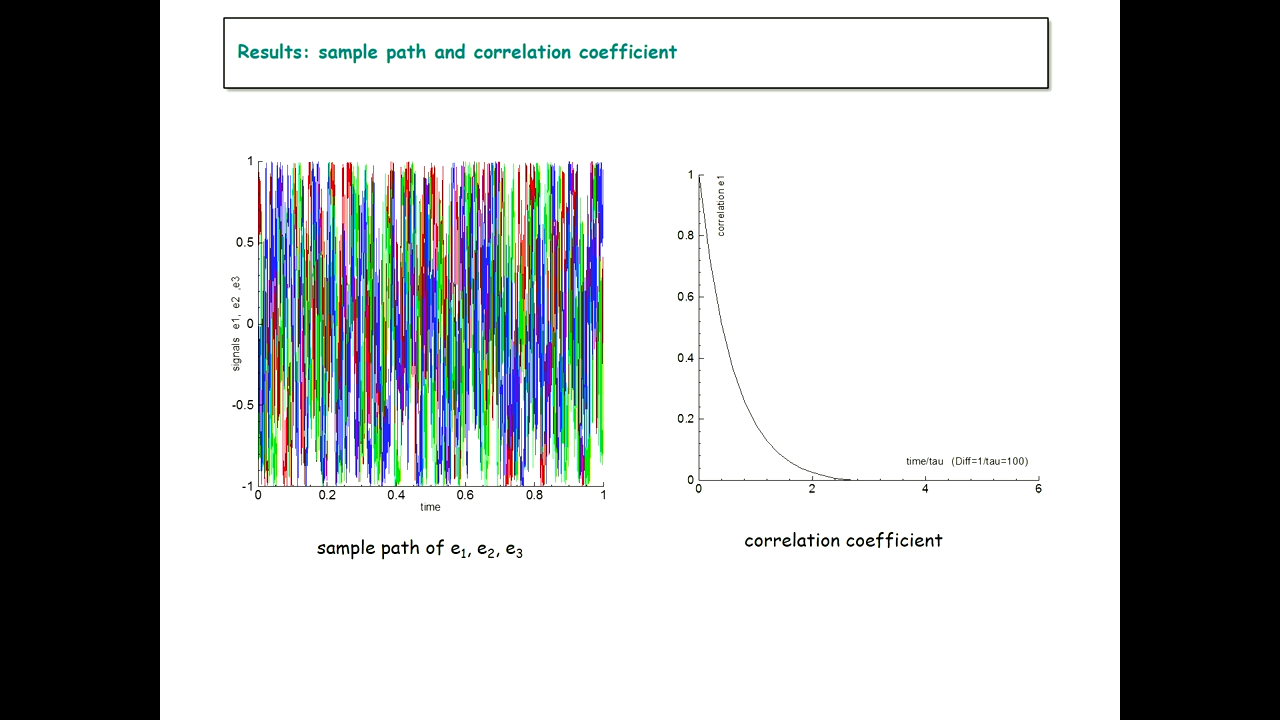 Results: sample path and correlation coefficient
1
0.5
0
-0.5
-1
signals e1, e2 ,e3
0 0.2 0.4 0.6 0.8 1
time
sample path of e1, e2, e3
1
0.8
0.6
0.4
0.2
0
correlation e1
time/tau (Diff=1/tau=100)
0 2 4 6
correlation coefficient